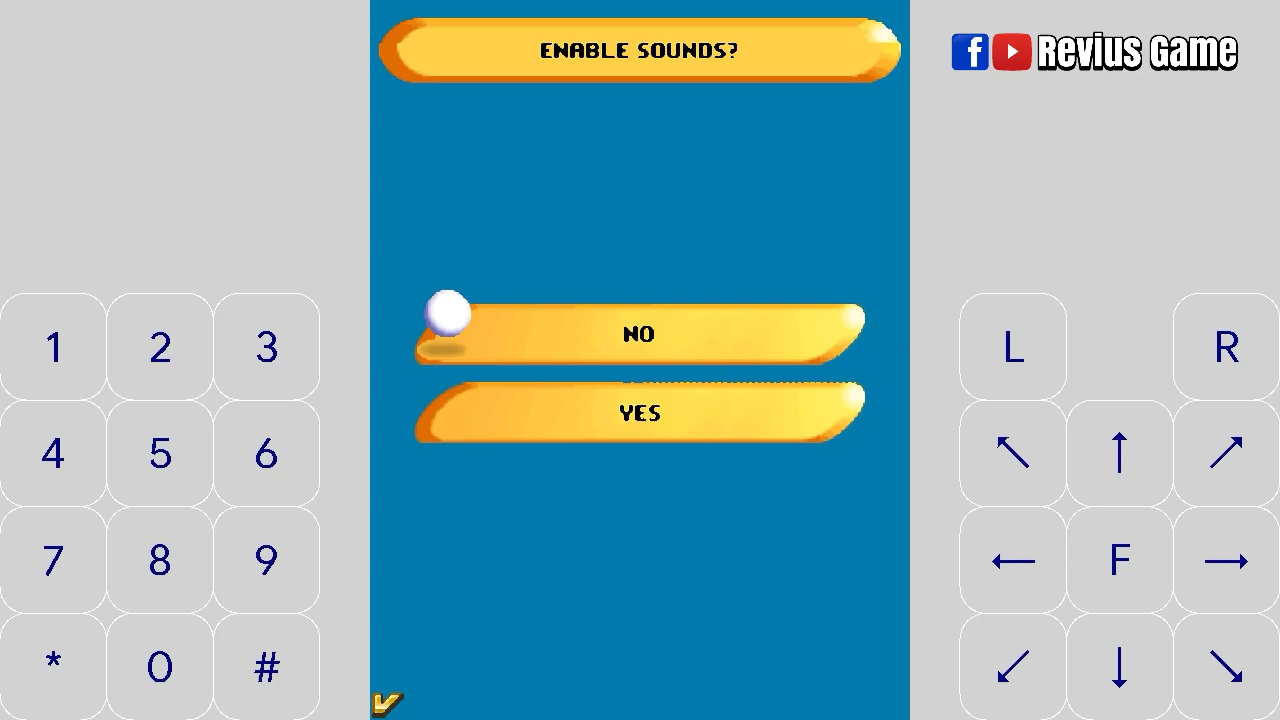 ENABLE SOUNDS?
f Revius Game
NO
YES
1 2 3
L R
4 5 6
↖ ↑ ↗
7 8 9
← F →
* 0 #
↙ ↓ ↘